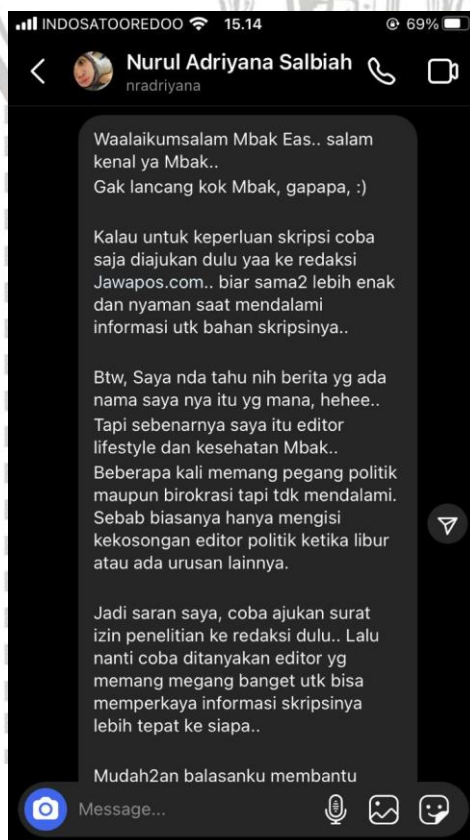 INDOSATOOREDOO 15.14 69%
Nurul Adriyana Salbiah
nradriyana
Waalaikumsalam Mbak Eas.. salam
kenal ya Mbak..
Gak lancang kok Mbak, gapapa, :)
Kalau untuk keperluan skripsi coba
saja diajukan dulu yaa ke redaksi
Jawapos.com.. biar sama2 lebih enak
dan nyaman saat mendalami
informasi utk bahan skripsinya..
Btw, Saya nda tahu nih berita yg ada
nama saya nya itu yg mana, hehee..
Tapi sebenarnya saya itu editor
lifestyle dan kesehatan Mbak..
Beberapa kali memang pegang politik
maupun birokrasi tapi tdk mendalami.
Sebab biasanya hanya mengisi
kekosongan editor politik ketika libur
atau ada urusan lainnya.
Jadi saran saya, coba ajukan surat
izin penelitian ke redaksi dulu.. Lalu
nanti coba ditanyakan editor yg
memang megang banget utk bisa
memperkaya informasi skripsinya
lebih tepat ke siapa..
Mudah2an balasanku membantu
Message...